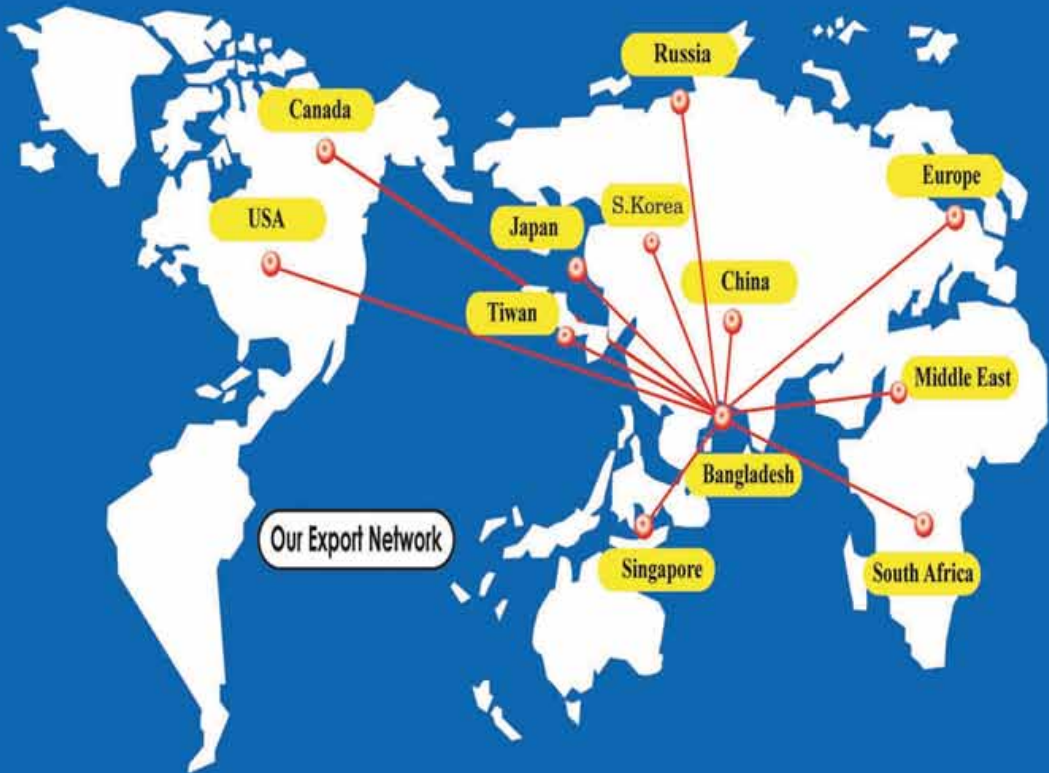 Russia
Canada
Europe
S.Korea
USA
Japan
China
Tiwan
Middle East
Bangladesh
Our Export Network
Singapore
South Africa